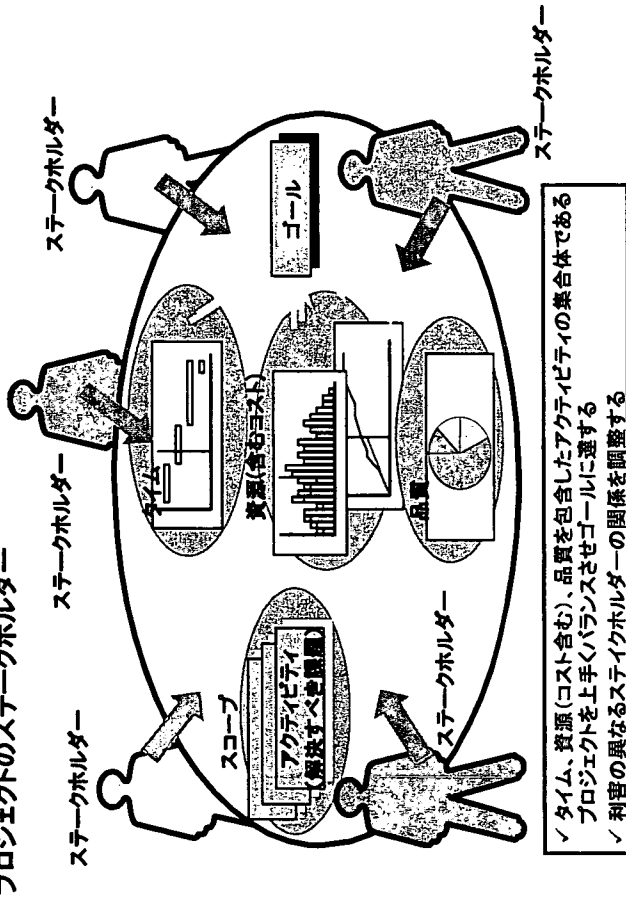 プロジェクトのステークホルダー
ステークホルダー
ステークホルダー
ステークホルダー
スコープ
アクティビティ
(解決すべき課題)
タイム
資源(含むコスト)
品質
ゴール
ステークホルダー
ステークホルダー
✓ タイム、資源(コスト含む)、品質を包含したアクティビティの集合体である
プロジェクトを上手くバランスさせゴールに達する
✓ 利害の異なるステイクホルダーの関係を調整する